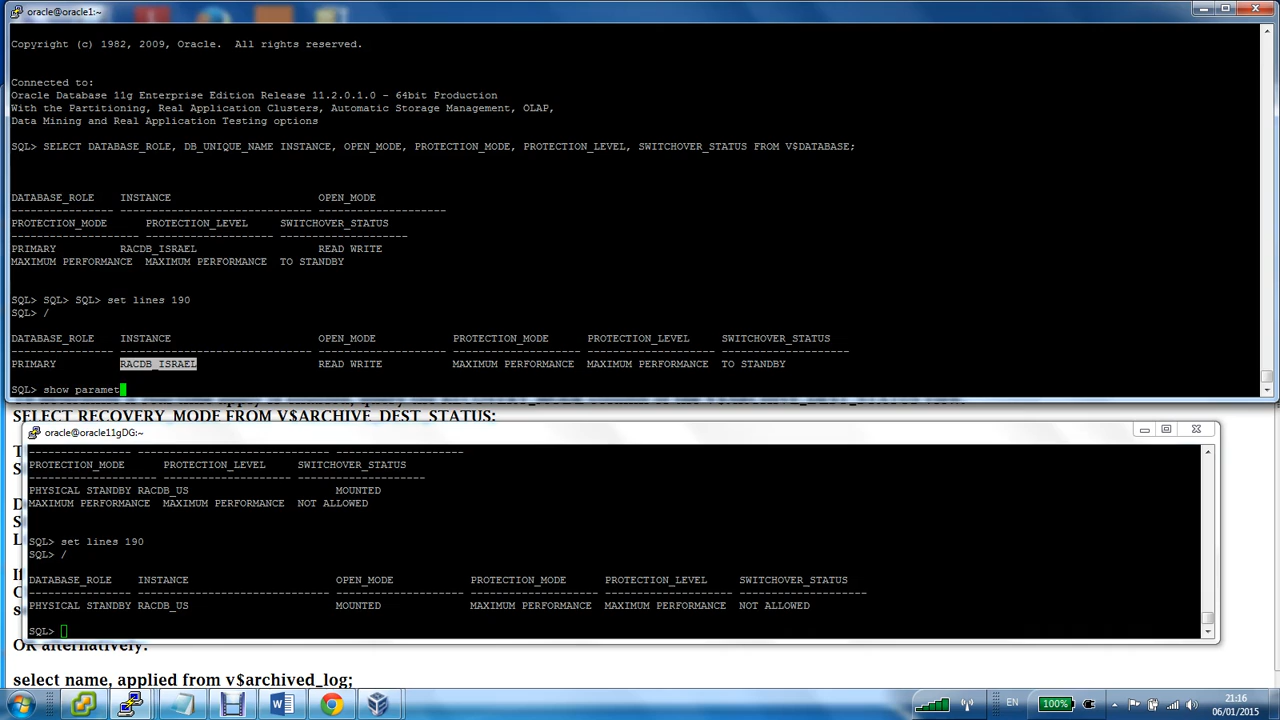 oracle@oracle1:~
Copyright (c) 1982, 2009, Oracle.  All rights reserved.
Connected to:
Oracle Database 11g Enterprise Edition Release 11.2.0.1.0 - 64bit Production
With the Partitioning, Real Application Clusters, Automatic Storage Management, OLAP,
Data Mining and Real Application Testing options
SQL> SELECT DATABASE_ROLE, DB_UNIQUE_NAME INSTANCE, OPEN_MODE, PROTECTION_MODE, PROTECTION_LEVEL, SWITCHOVER_STATUS FROM V$DATABASE;
DATABASE_ROLE    INSTANCE                       OPEN_MODE
---------------- ------------------------------ --------------------
PROTECTION_MODE      PROTECTION_LEVEL     SWITCHOVER_STATUS
-------------------- -------------------- --------------------
PRIMARY          RACDB_ISRAEL                   READ WRITE
MAXIMUM PERFORMANCE  MAXIMUM PERFORMANCE  TO STANDBY
SQL> SQL> SQL> set lines 190
SQL> /
DATABASE_ROLE    INSTANCE                       OPEN_MODE            PROTECTION_MODE      PROTECTION_LEVEL     SWITCHOVER_STATUS
---------------- ------------------------------ -------------------- -------------------- -------------------- --------------------
PRIMARY          RACDB_ISRAEL                   READ WRITE           MAXIMUM PERFORMANCE  MAXIMUM PERFORMANCE  TO STANDBY
SQL> show paramet
SELECT RECOVERY_MODE FROM V$ARCHIVE_DEST_STATUS;
oracle@oracle11gDG:~
---------------- ------------------------------ --------------------
PROTECTION_MODE      PROTECTION_LEVEL     SWITCHOVER_STATUS
-------------------- -------------------- --------------------
PHYSICAL STANDBY RACDB_US                       MOUNTED
MAXIMUM PERFORMANCE  MAXIMUM PERFORMANCE  NOT ALLOWED
SQL> set lines 190
SQL> /
DATABASE_ROLE    INSTANCE                       OPEN_MODE            PROTECTION_MODE      PROTECTION_LEVEL     SWITCHOVER_STATUS
---------------- ------------------------------ -------------------- -------------------- -------------------- --------------------
PHYSICAL STANDBY RACDB_US                       MOUNTED              MAXIMUM PERFORMANCE  MAXIMUM PERFORMANCE  NOT ALLOWED
SQL>
OR alternatively:
select name, applied from v$archived_log;
EN
100%
21:16
06/01/2015